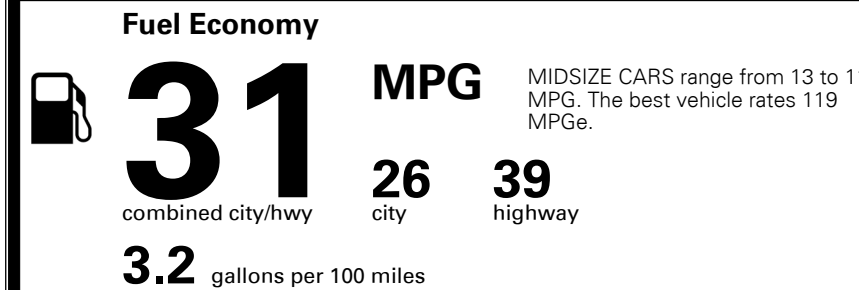 Fuel Economy
31 MPG
MIDSIZE CARS range from 13 to
MPG. The best vehicle rates 119
MPGe.
26 39
combined city/hwy city highway
3.2 gallons per 100 miles